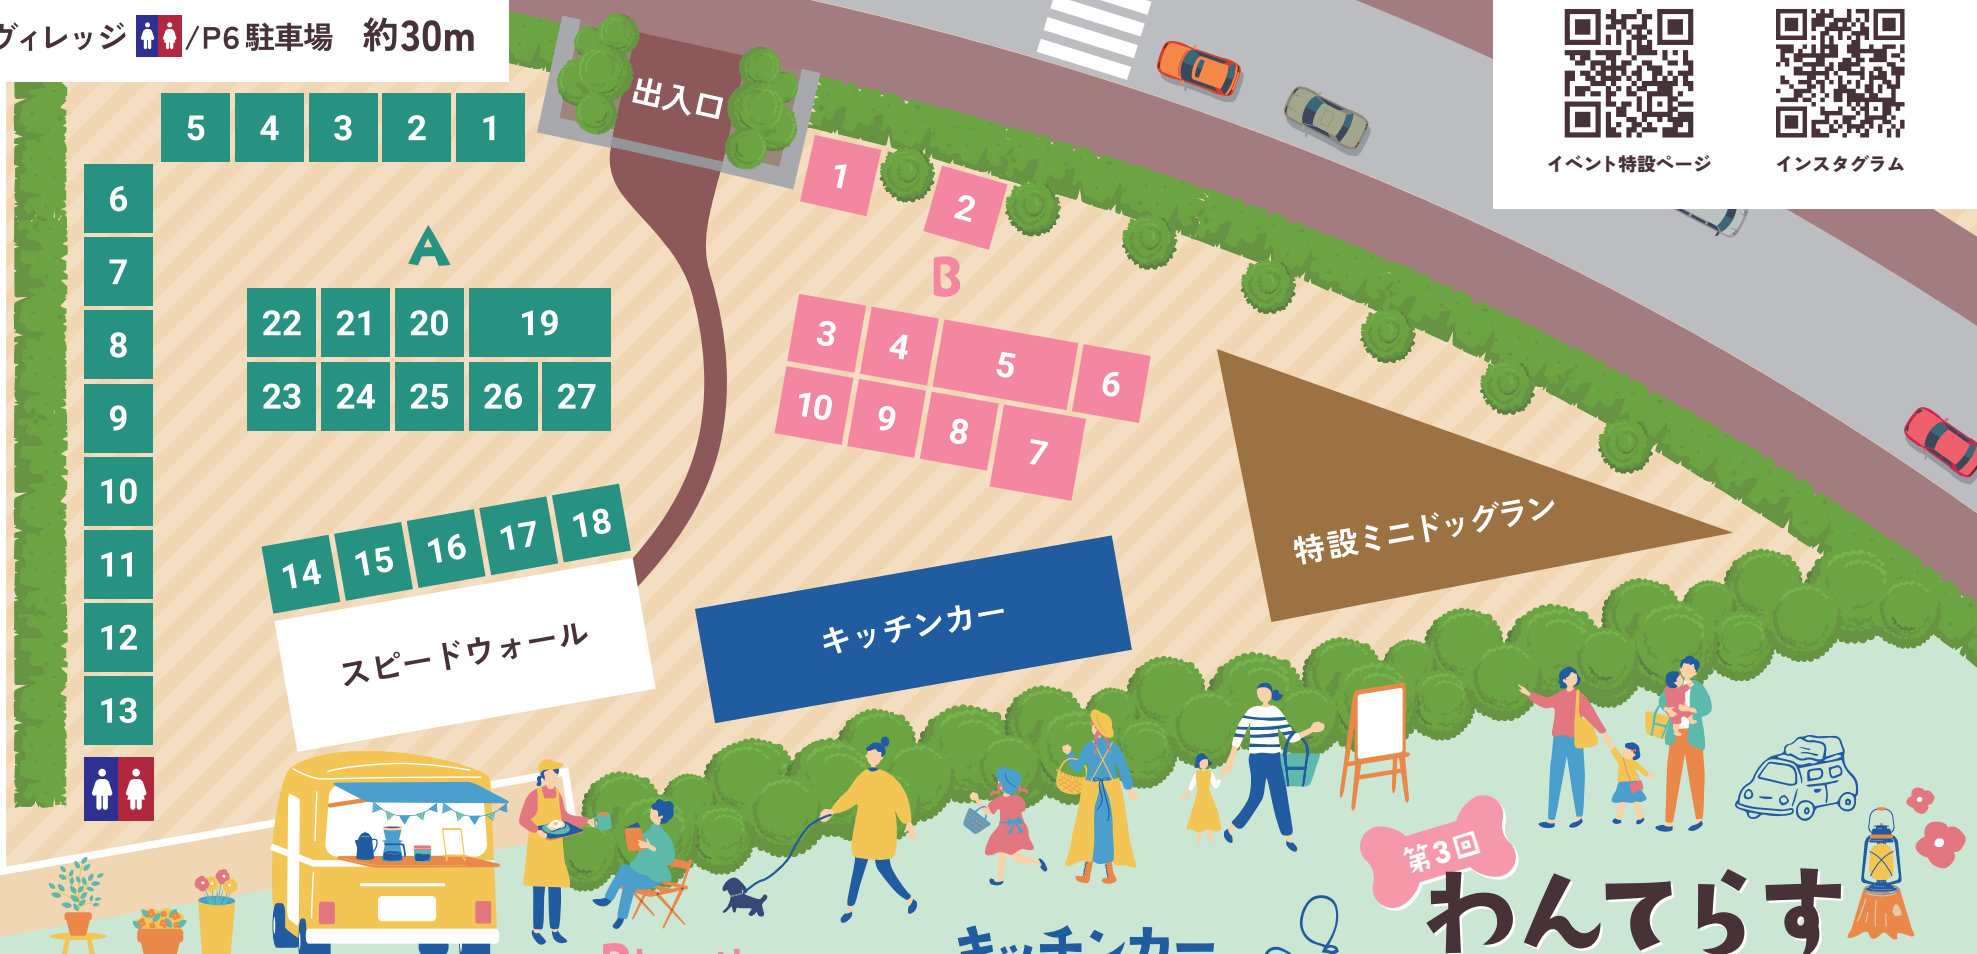 ヴィレッジ /P6 駐車場 約30m
イベント特設ページ
インスタグラム
出入口
5 4 3 2 1
6
7
8
9
10
11
12
13
A
22 21 20 19
23 24 25 26 27
14 15 16 17 18
スピードウォール
1
2
B
3 4 5 6
10 9 8 7
キッチンカー
特設ミニドッグラン
第3回
わんてらす
キッチンカー